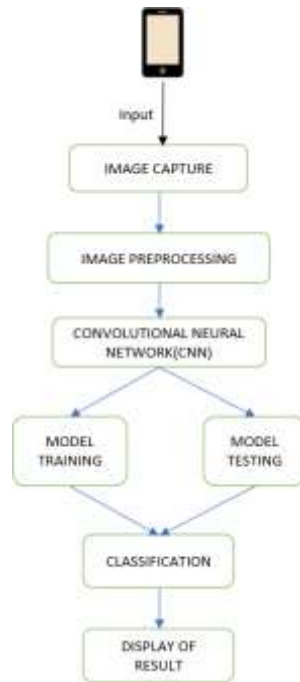 Input
IMAGE CAPTURE
IMAGE PREPROCESSING
CONVOLUTIONAL NEURAL
NETWORK(CNN)
MODEL
TRAINING
MODEL
TESTING
CLASSIFICATION
DISPLAY OF
RESULT